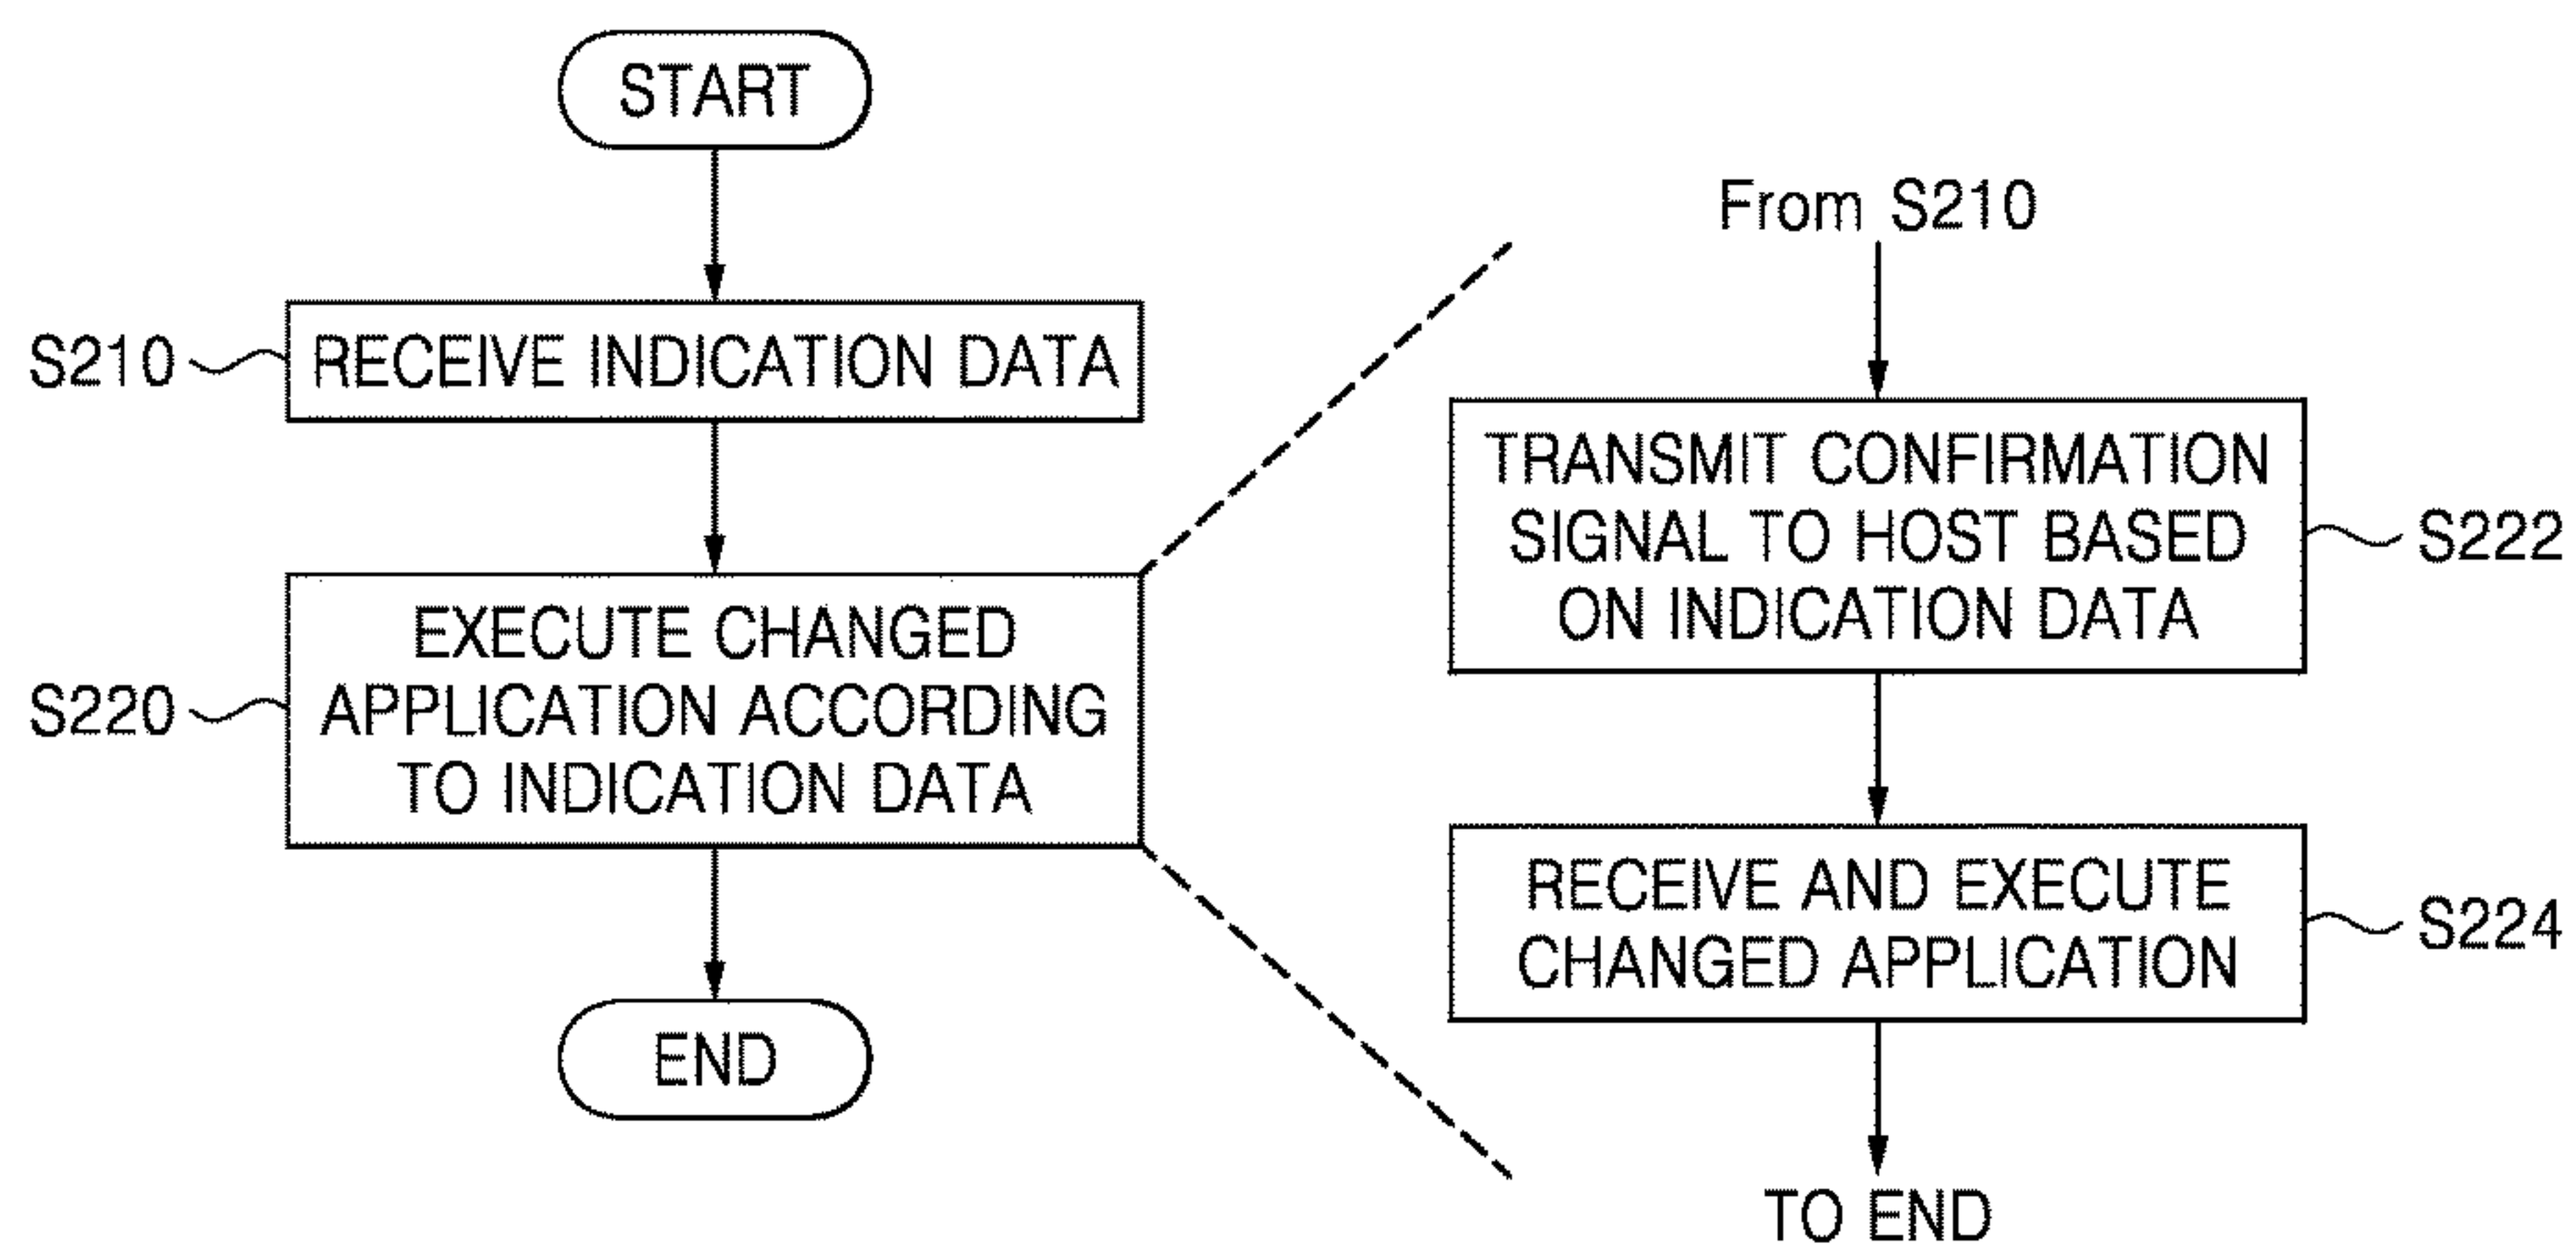 START
S210
RECEIVE INDICATION DATA
S220
EXECUTE CHANGED
APPLICATION ACCORDING
TO INDICATION DATA
END
From S210
TRANSMIT CONFIRMATION
SIGNAL TO HOST BASED
ON INDICATION DATA
S222
RECEIVE AND EXECUTE
CHANGED APPLICATION
S224
TO END